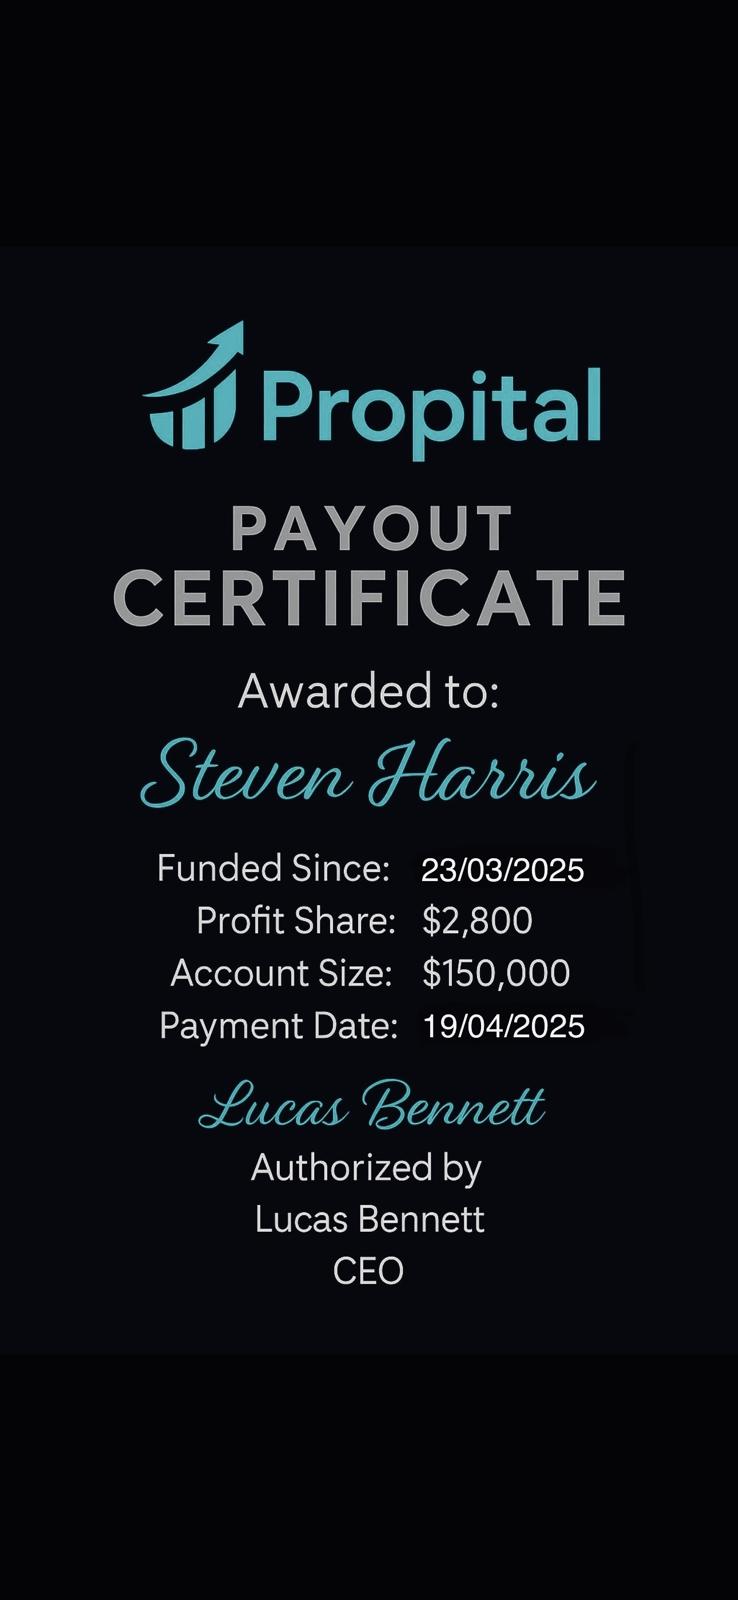 Propital
PAYOUT
CERTIFICATE
Awarded to:
Steven Harris
Funded Since: 23/03/2025
Profit Share: $2,800
Account Size: $150,000
Payment Date: 19/04/2025
Lucas Bennett
Authorized by
Lucas Bennett
CEO